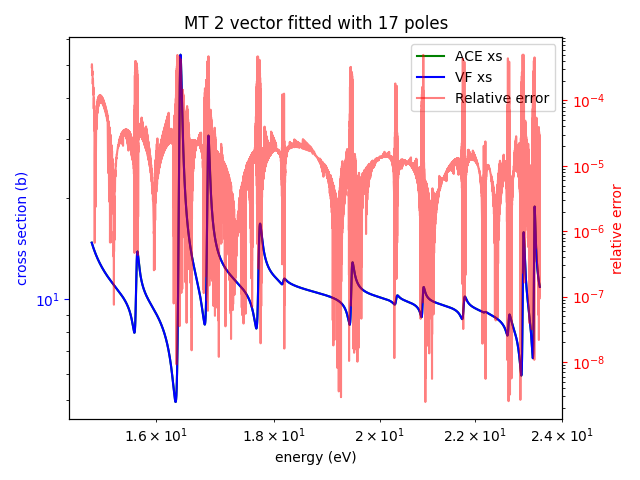 MT 2 vector fitted with 17 poles
ACE xs
VF xs
Relative error
cross section (b)
10¹
10⁻⁴
10⁻⁵
10⁻⁶
10⁻⁷
10⁻⁸
relative error
1.6 × 10¹ 1.8 × 10¹ 2 × 10¹ 2.2 × 10¹ 2.4 × 10¹
energy (eV)